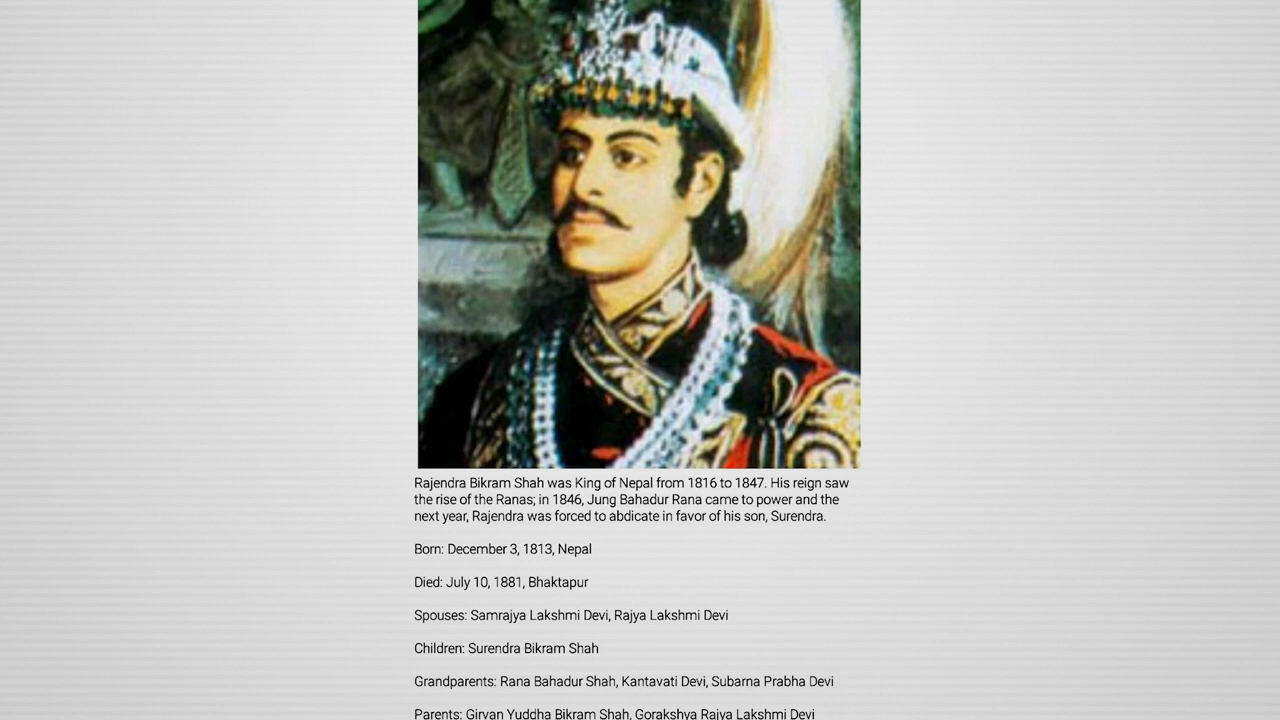 Rajendra Bikram Shah was King of Nepal from 1816 to 1847. His reign saw
the rise of the Ranas; in 1846, Jung Bahadur Rana came to power and the
next year, Rajendra was forced to abdicate in favor of his son, Surendra.
Born: December 3, 1813, Nepal
Died: July 10, 1881, Bhaktapur
Spouses: Samrajya Lakshmi Devi, Rajya Lakshmi Devi
Children: Surendra Bikram Shah
Grandparents: Rana Bahadur Shah, Kantavati Devi, Subarna Prabha Devi
Parents: Girvan Yuddha Bikram Shah, Gorakshya Rajya Lakshmi Devi